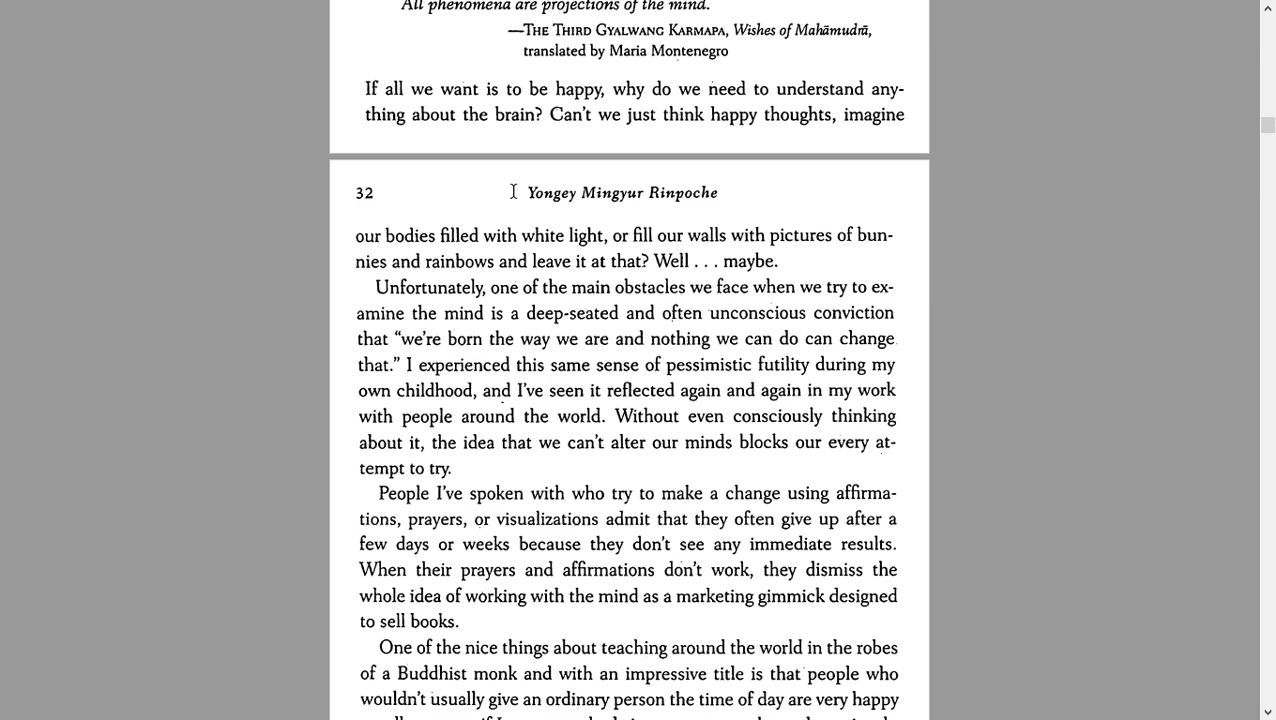 All phenomena are projections of the mind.
—THE THIRD GYALWANG KARMAPA, Wishes of Mahāmudrā,
translated by Maria Montenegro
If all we want is to be happy, why do we need to understand any-
thing about the brain? Can't we just think happy thoughts, imagine
32 Yongey Mingyur Rinpoche
our bodies filled with white light, or fill our walls with pictures of bun-
nies and rainbows and leave it at that? Well . . . maybe.
Unfortunately, one of the main obstacles we face when we try to ex-
amine the mind is a deep-seated and often unconscious conviction
that “we're born the way we are and nothing we can do can change
that.” I experienced this same sense of pessimistic futility during my
own childhood, and I've seen it reflected again and again in my work
with people around the world. Without even consciously thinking
about it, the idea that we can't alter our minds blocks our every at-
tempt to try.
People I've spoken with who try to make a change using affirma-
tions, prayers, or visualizations admit that they often give up after a
few days or weeks because they don't see any immediate results.
When their prayers and affirmations don't work, they dismiss the
whole idea of working with the mind as a marketing gimmick designed
to sell books.
One of the nice things about teaching around the world in the robes
of a Buddhist monk and with an impressive title is that people who
wouldn't usually give an ordinary person the time of day are very happy